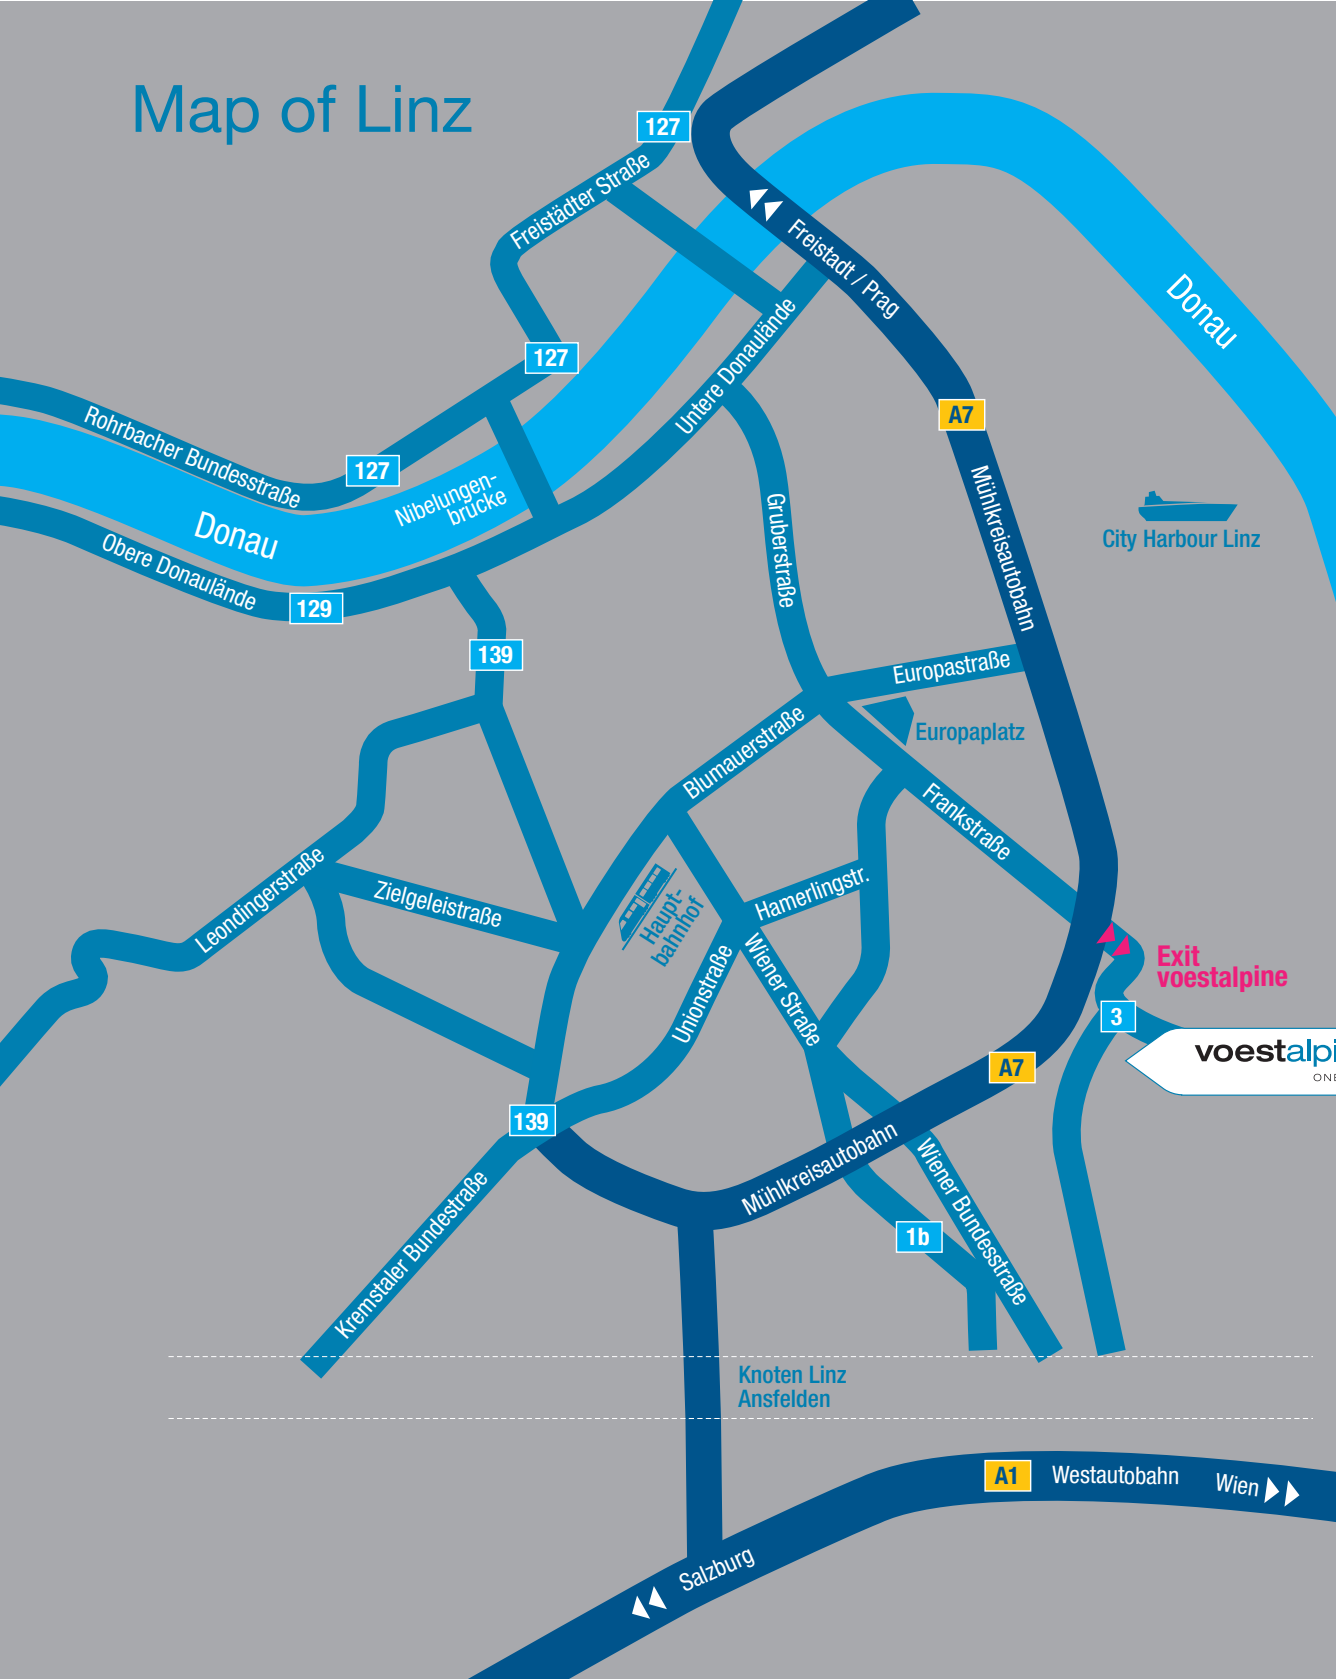 Map of Linz
127
Freistädter Straße
Freistadt / Prag
Donau
127
Untere Donaulände
A7
Rohrbacher Bundesstraße
127
Nibelungen-
brücke
Mühlkreisautobahn
Gruberstraße
City Harbour Linz
Donau
Obere Donaulände
129
139
Europastraße
Europaplatz
Blumauerstraße
Frankstraße
Leondingerstraße
Zielgeleistraße
Haupt-
bahnhof
Hamerlingstr.
Unionstraße
Wiener Straße
Exit
voestalpine
3
voestalpi
ONE
A7
139
Mühlkreisautobahn
Kremstaler Bundestraße
Wiener Bundesstraße
1b
Knoten Linz
Ansfelden
A1
Westautobahn
Wien
Salzburg